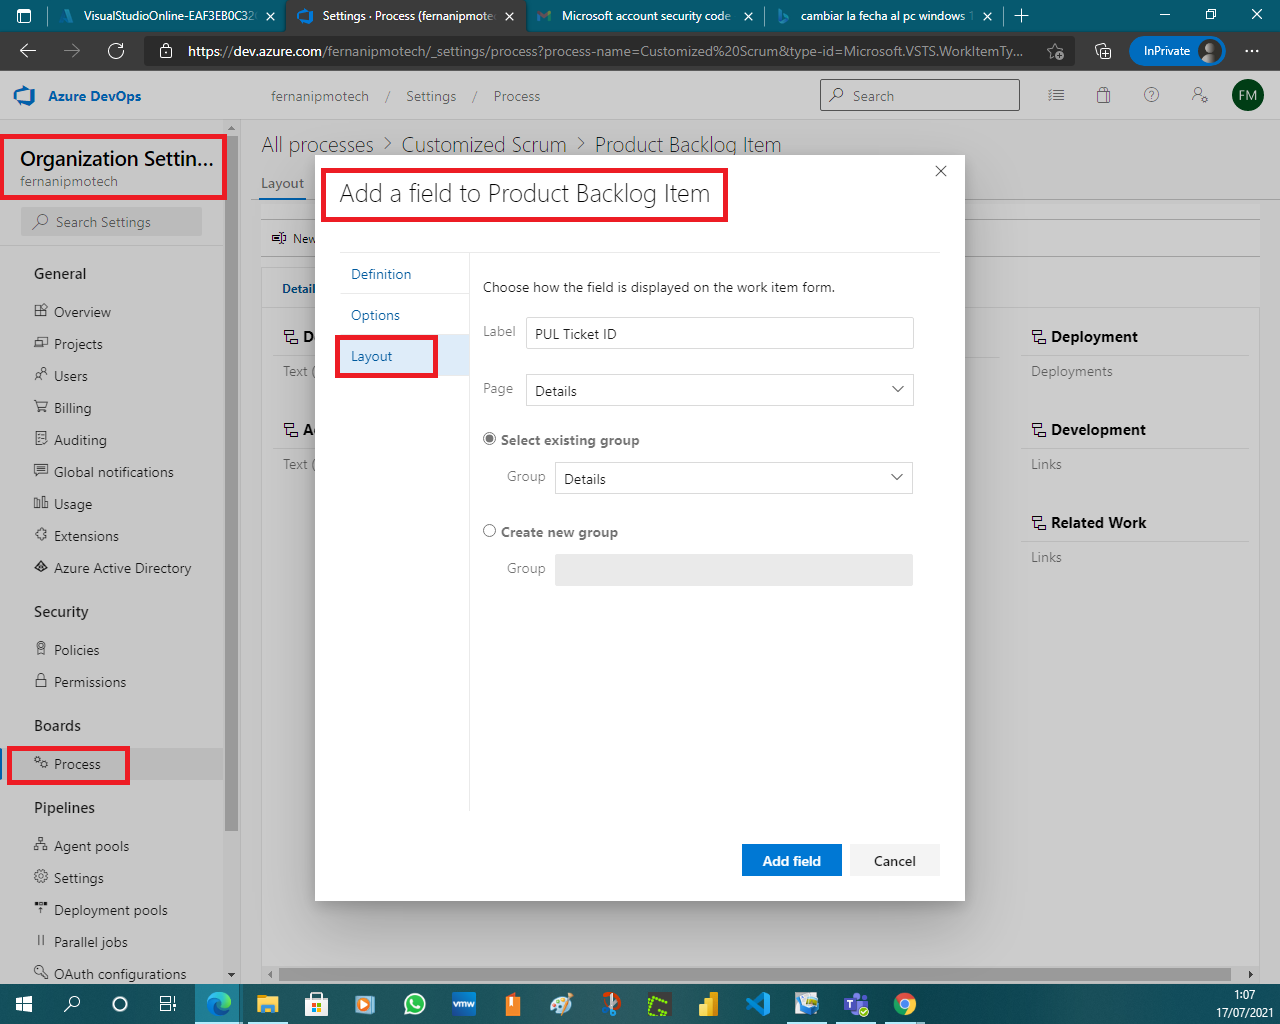 VisualStudioOnline-EAF3EB0C32
Settings · Process (fernanipmote
Microsoft account security code
cambiar la fecha al pc windows 1
https://dev.azure.com/fernanipmotech/_settings/process?process-name=Customized%20Scrum&type-id=Microsoft.VSTS.WorkItemTy...
InPrivate
Azure DevOps
fernanipmotech / Settings / Process
Search
FM
Organization Settin...
fernanipmotech
Search Settings
General
Overview
Projects
Users
Billing
Auditing
Global notifications
Usage
Extensions
Azure Active Directory
Security
Policies
Permissions
Boards
Process
Pipelines
Agent pools
Settings
Deployment pools
Parallel jobs
OAuth configurations
All processes > Customized Scrum > Product Backlog Item
Layout
New
Detail
Text (
Text (
Deployment
Deployments
Development
Links
Related Work
Links
Add a field to Product Backlog Item
Definition
Options
Layout
Choose how the field is displayed on the work item form.
Label PUL Ticket ID
Page Details
Select existing group
Group Details
Create new group
Group
Add field
Cancel
vmw
1:07
17/07/2021